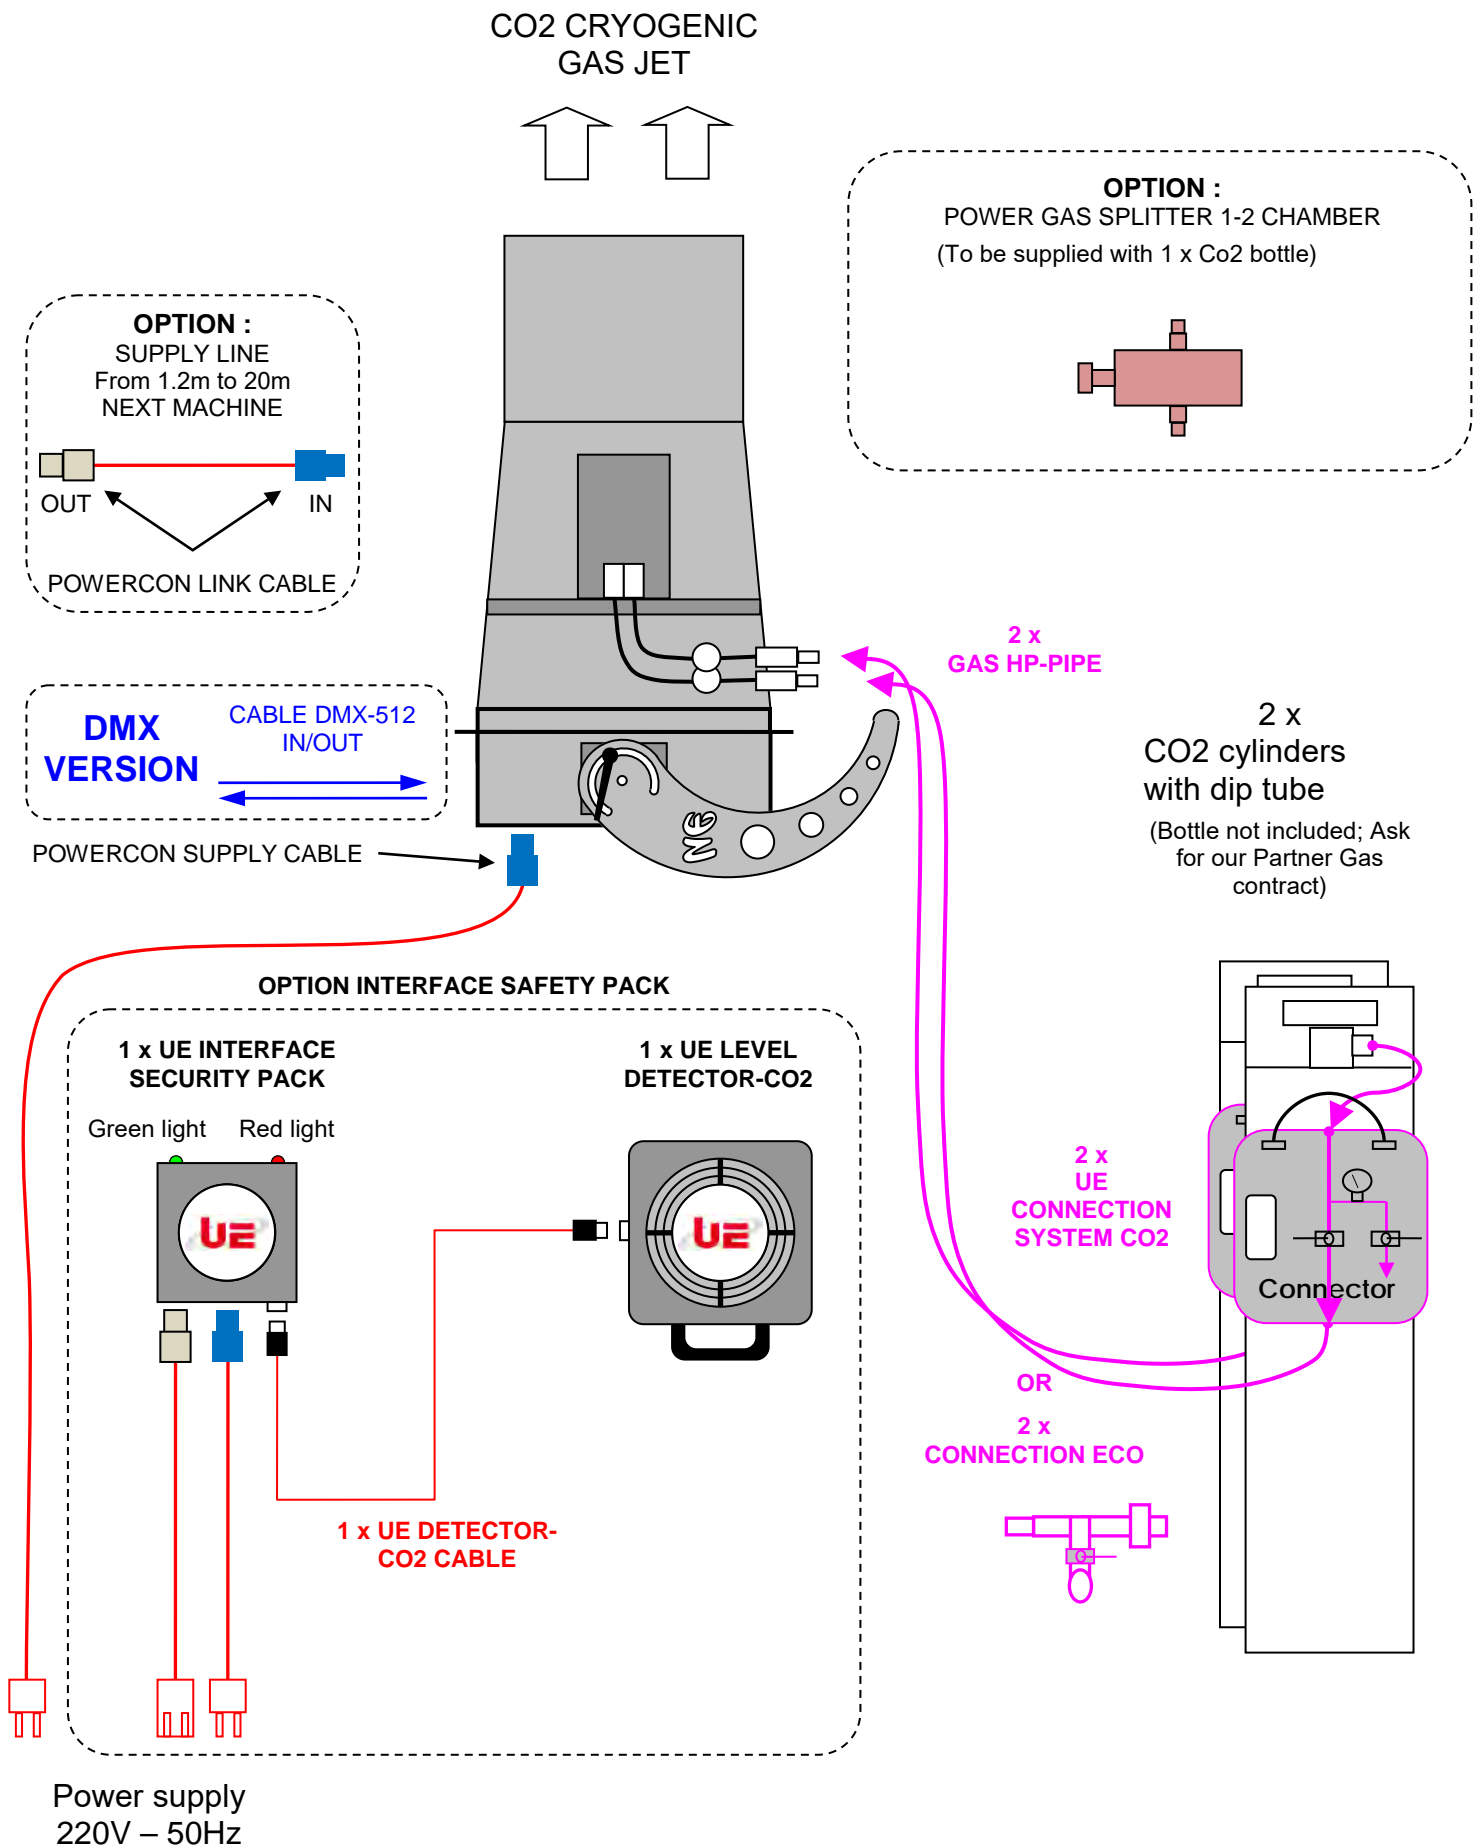 CO2 CRYOGENIC
GAS JET
OPTION :
POWER GAS SPLITTER 1-2 CHAMBER
(To be supplied with 1 x Co2 bottle)
OPTION :
SUPPLY LINE
From 1.2m to 20m
NEXT MACHINE
OUT
IN
POWERCON LINK CABLE
2 x
GAS HP-PIPE
DMX
VERSION
CABLE DMX-512
IN/OUT
2 x
CO2 cylinders
with dip tube
(Bottle not included; Ask
for our Partner Gas
contract)
POWERCON SUPPLY CABLE
OPTION INTERFACE SAFETY PACK
1 x UE INTERFACE
SECURITY PACK
1 x UE LEVEL
DETECTOR-CO2
Green light
Red light
UE
UE
2 x
UE
CONNECTION
SYSTEM CO2
Connector
OR
2 x
CONNECTION ECO
1 x UE DETECTOR-
CO2 CABLE
Power supply
220V – 50Hz